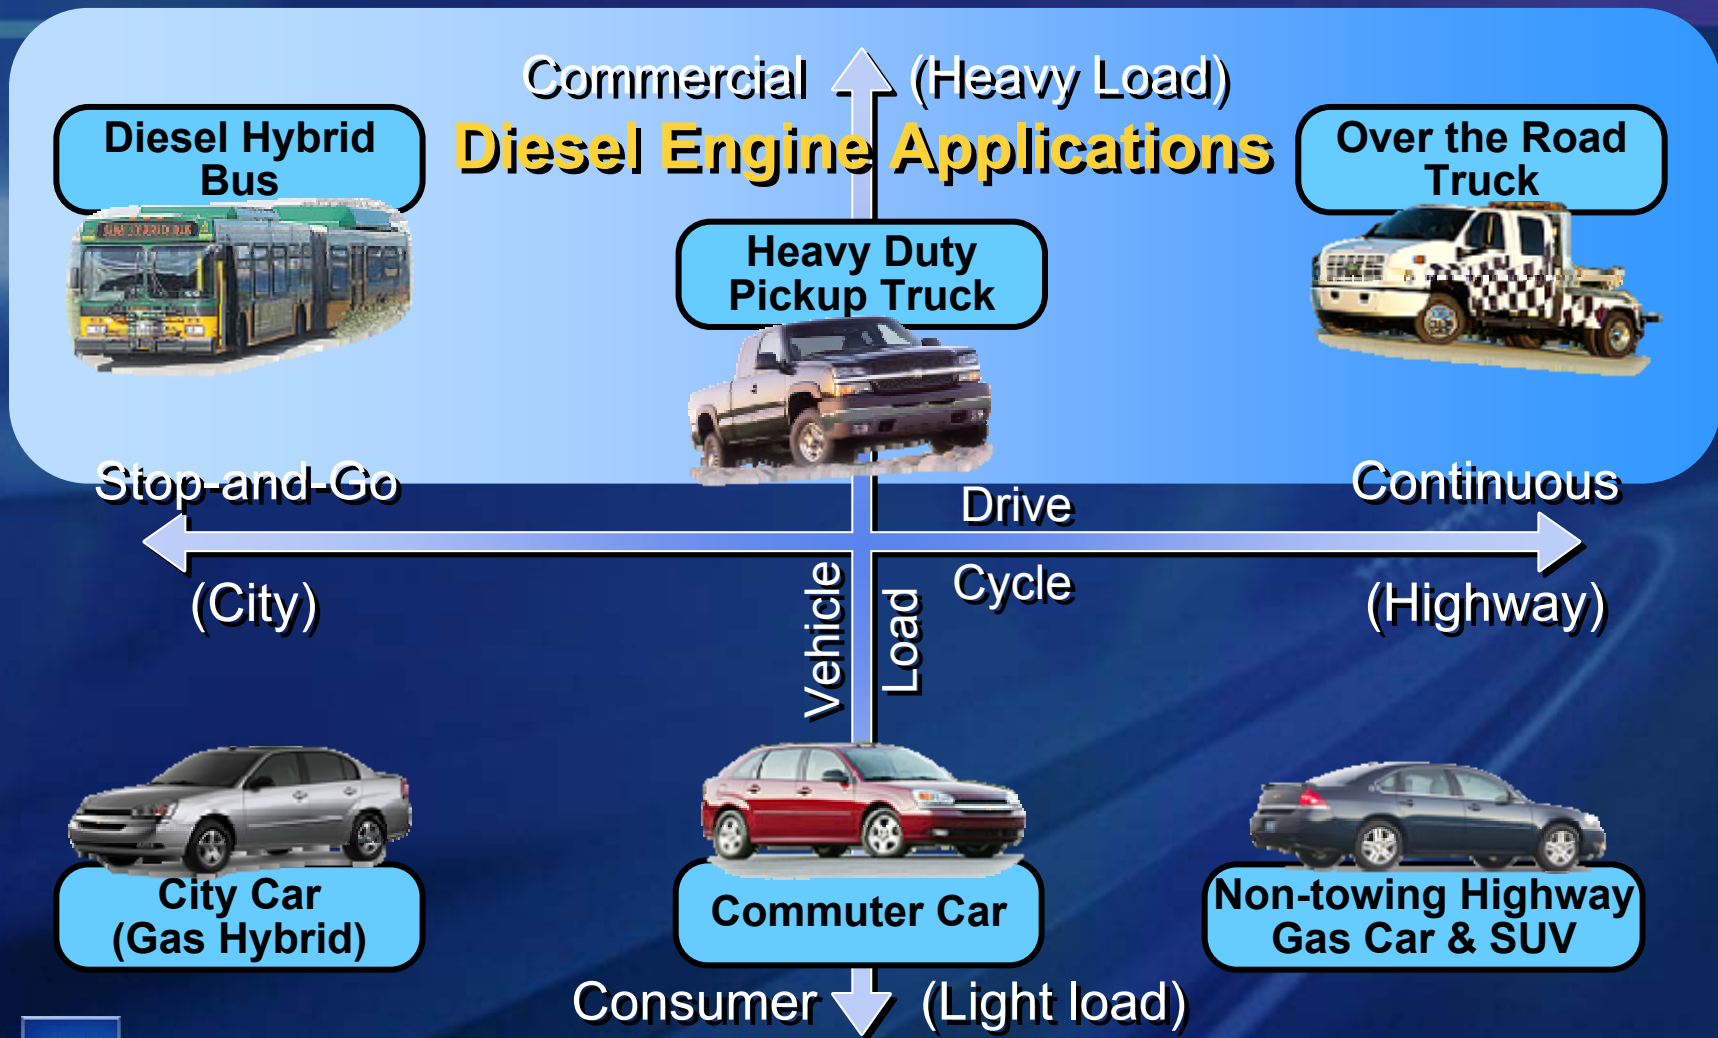 Commercial (Heavy Load)
Diesel Engine Applications
Diesel Hybrid
Bus
Over the Road
Truck
Heavy Duty
Pickup Truck
Stop-and-Go
Continuous
Drive
Cycle
(City)
(Highway)
Vehicle
Load
City Car
(Gas Hybrid)
Commuter Car
Non-towing Highway
Gas Car & SUV
Consumer (Light load)